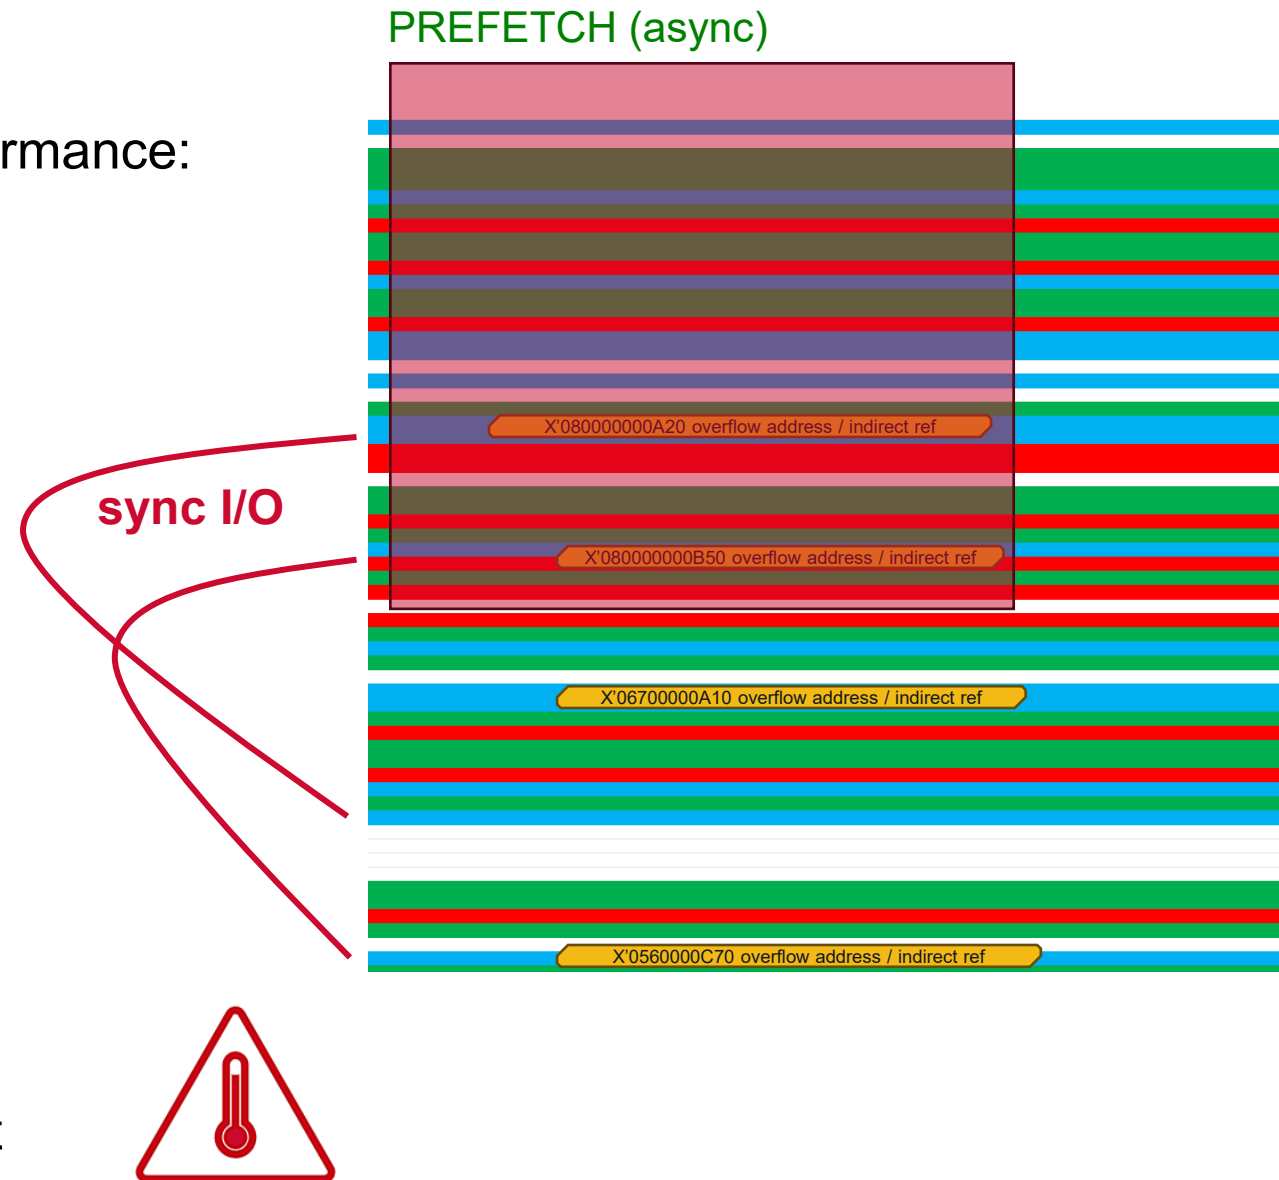 PREFETCH (async)
rmance:
X'080000000A20 overflow address / indirect ref
sync I/O
X'080000000B50 overflow address / indirect ref
X'06700000A10 overflow address / indirect ref
X'0560000C70 overflow address / indirect ref